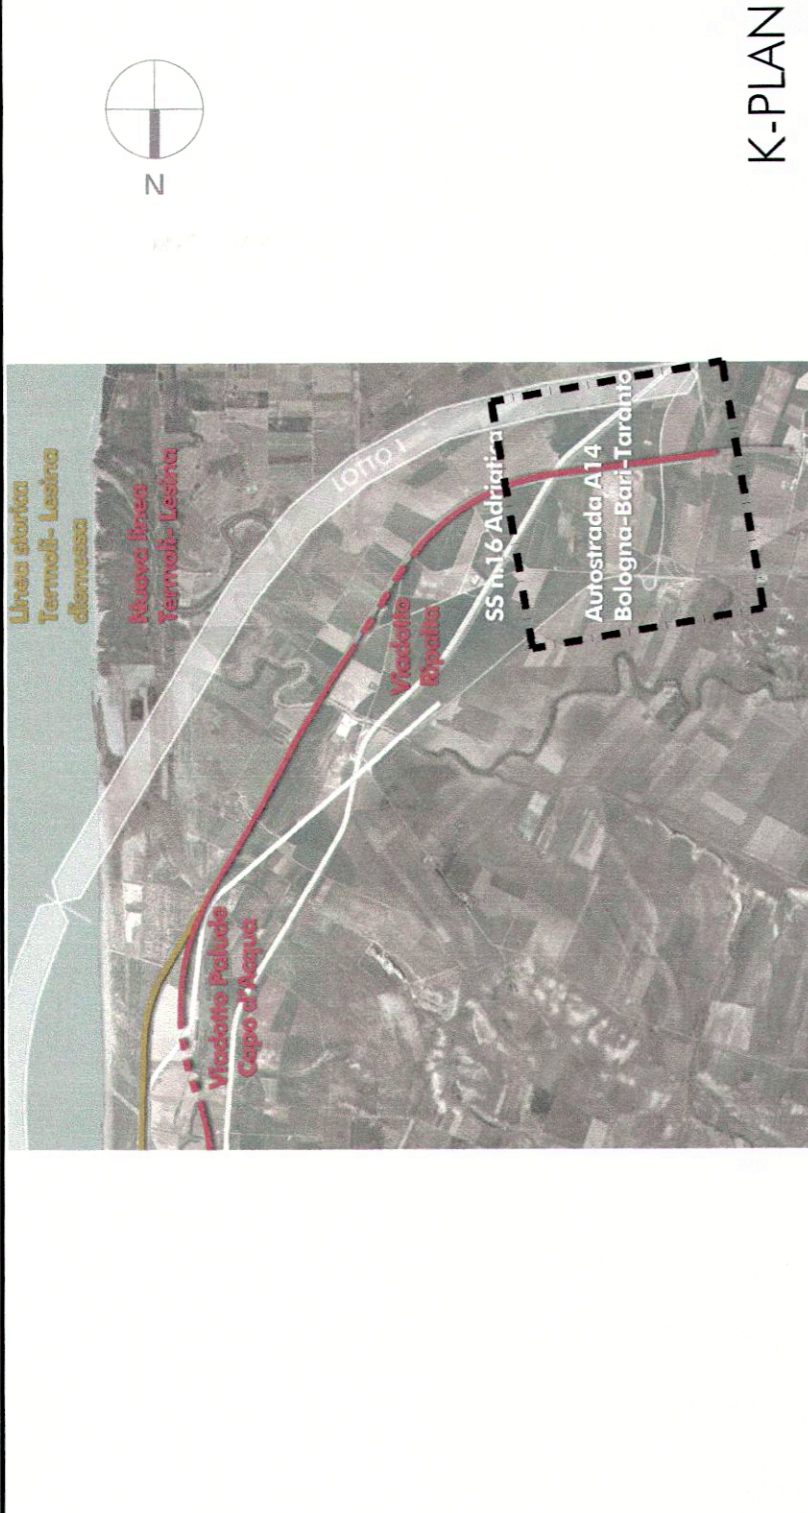 Linea storica
Termoli- Lesina
dismessa
Nuova linea
Termoli- Lesina
LOTTO 1
SS n.16 Adriatica
Autostrada A14
Bologna-Bari-Taranto
Viadotto
Ripalta
Viadotto Palude
Capo d'Acqua
N
K-PLAN